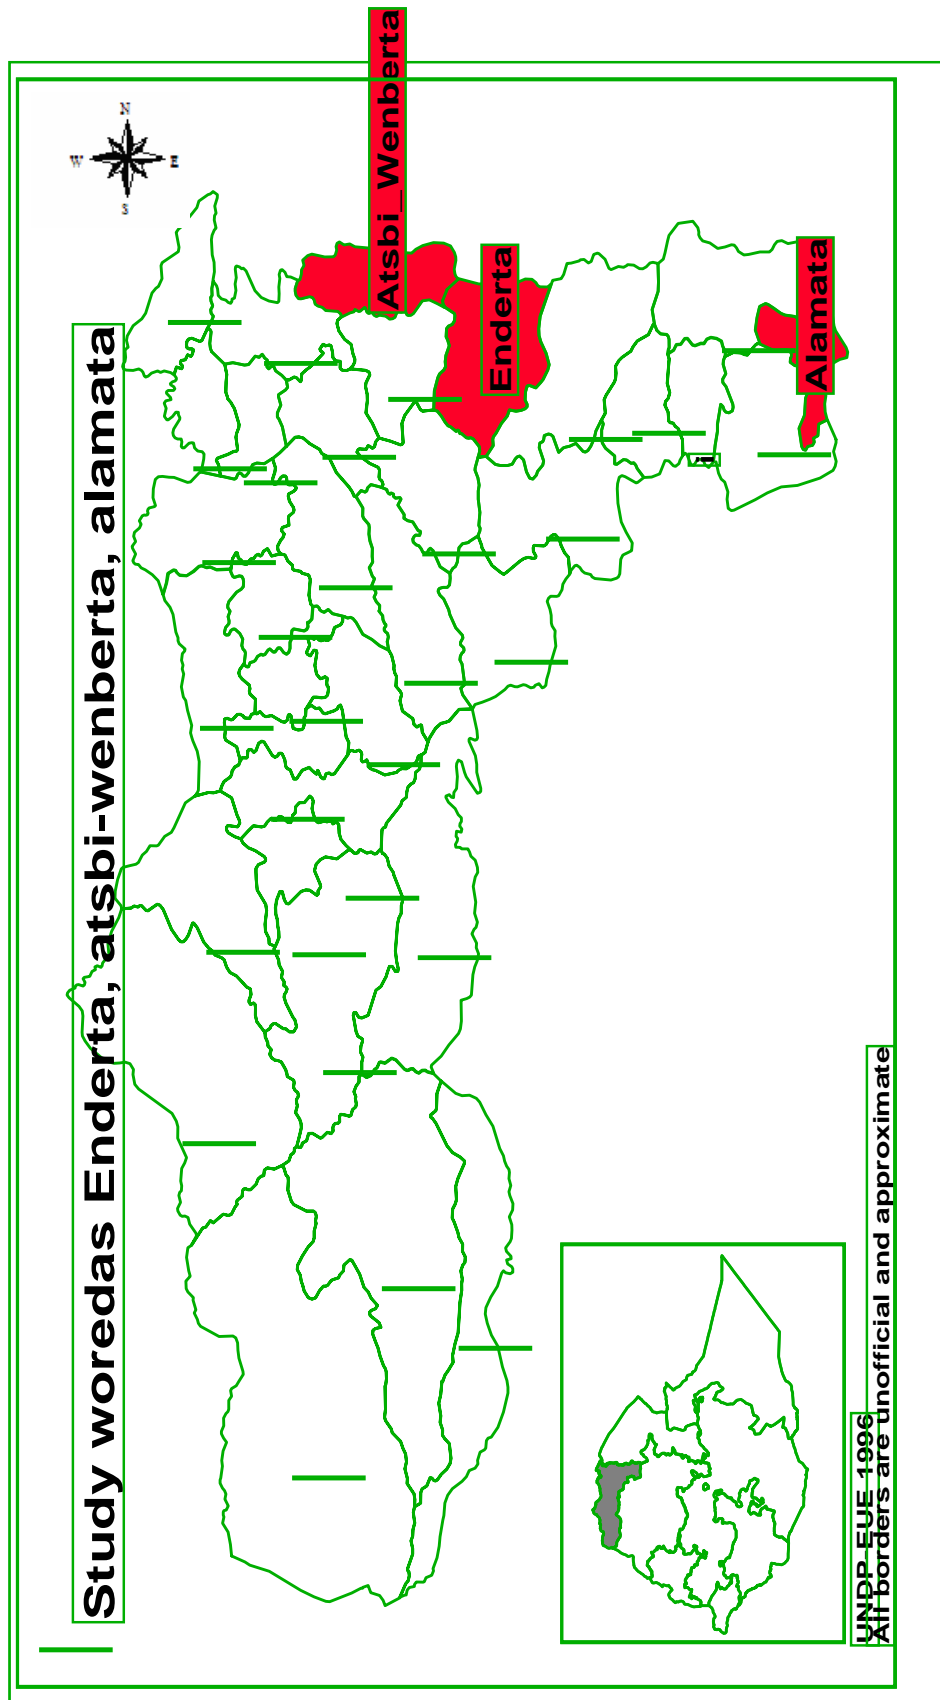 Study woredas Enderta, atsbi-wenberta, alamata
N
W
E
S
Atsbi_Wenberta
Enderta
Alamata
UNDP-EUE 1996
All borders are unofficial and approximate